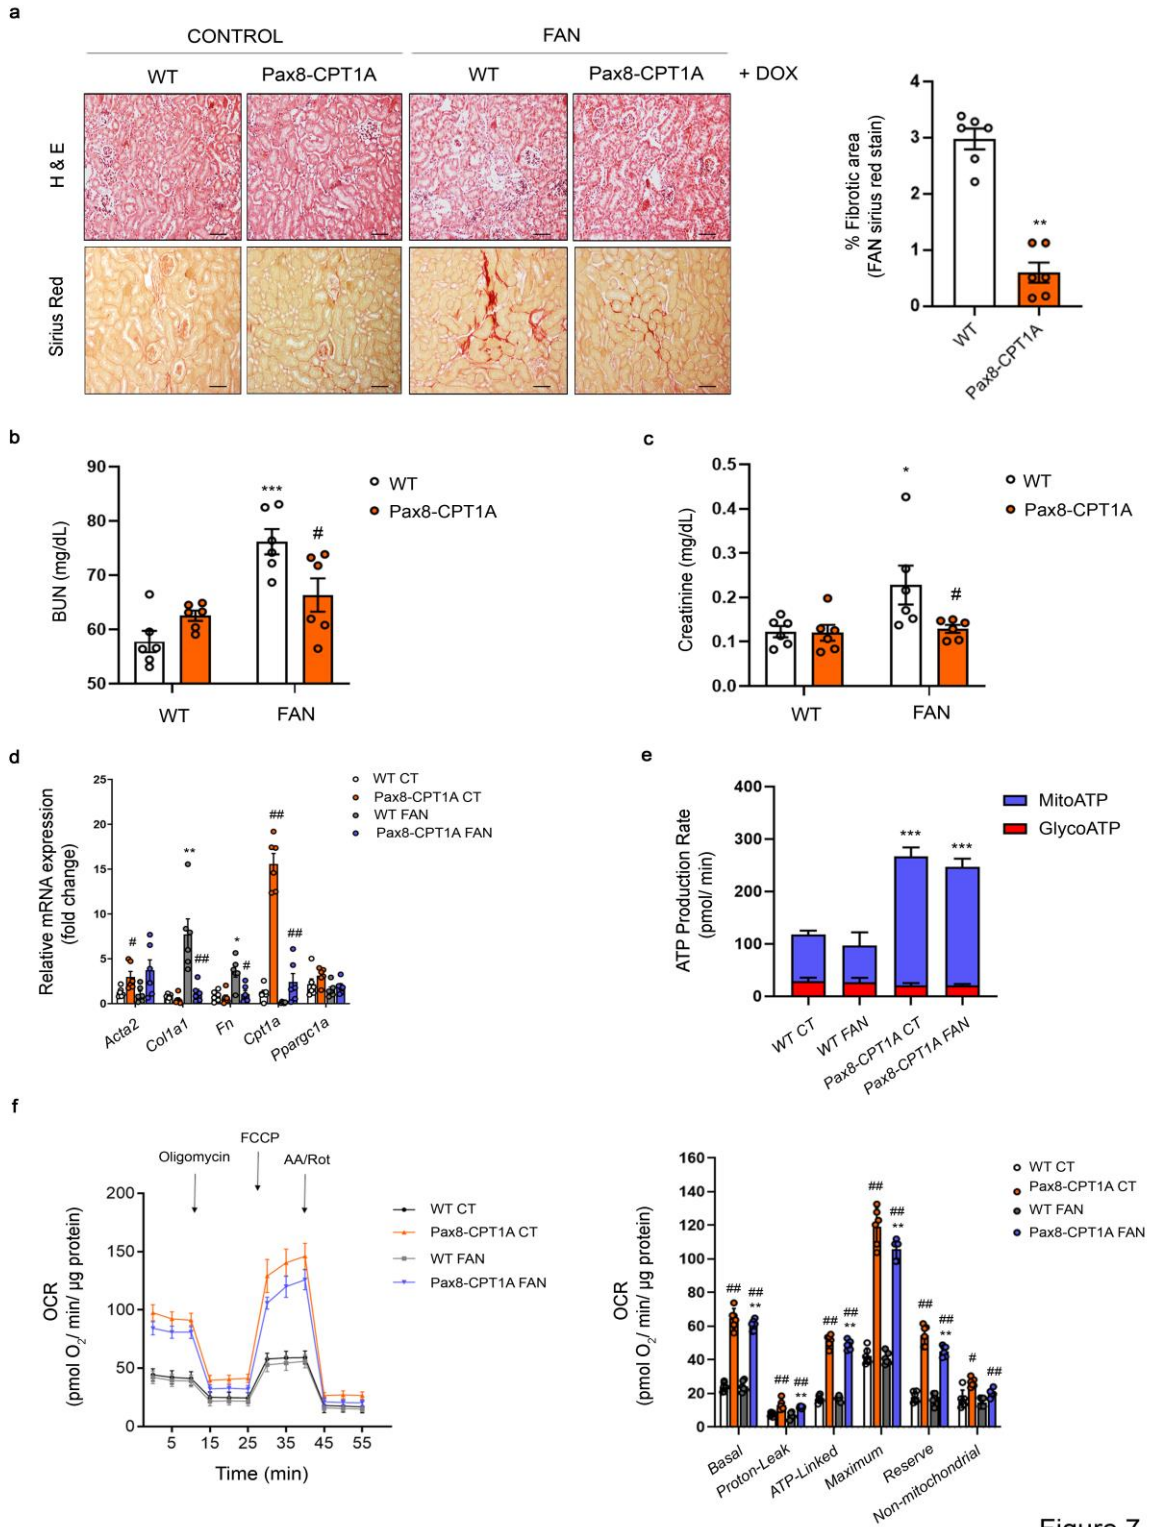 a
CONTROL FAN
WT Pax8-CPT1A WT Pax8-CPT1A + DOX
H & E
Sirius Red
% Fibrotic area
(FAN sirius red stain)
4
3
2
1
0
**
WT
Pax8-CPT1A
b
BUN (mg/dL)
90
80
70
60
50
***
#
WT FAN
WT
Pax8-CPT1A
c
Creatinine (mg/dL)
0.5
0.4
0.3
0.2
0.1
0.0
*
#
WT FAN
WT
Pax8-CPT1A
d
Relative mRNA expression
(fold change)
25
20
15
10
5
0
#
**
##
*
#
##
##
Acta2
Col1a1
Fn
Cpt1a
Ppargc1a
WT CT
Pax8-CPT1A CT
WT FAN
Pax8-CPT1A FAN
e
ATP Production Rate
(pmol/ min)
400
300
200
100
0
***
***
WT CT
WT FAN
Pax8-CPT1A CT
Pax8-CPT1A FAN
MitoATP
GlycoATP
f
OCR
(pmol O2/ min/ µg protein)
200
150
100
50
0
Oligomycin
FCCP
AA/Rot
5 15 25 35 45 55
Time (min)
WT CT
Pax8-CPT1A CT
WT FAN
Pax8-CPT1A FAN
OCR
(pmol O2/ min/ µg protein)
160
140
120
100
80
60
40
20
0
##
##
**
##
##
**
##
##
**
##
##
**
##
##
**
#
##
Basal
Proton-Leak
ATP-Linked
Maximum
Reserve
Non-mitochondrial
WT CT
Pax8-CPT1A CT
WT FAN
Pax8-CPT1A FAN
Figure 7